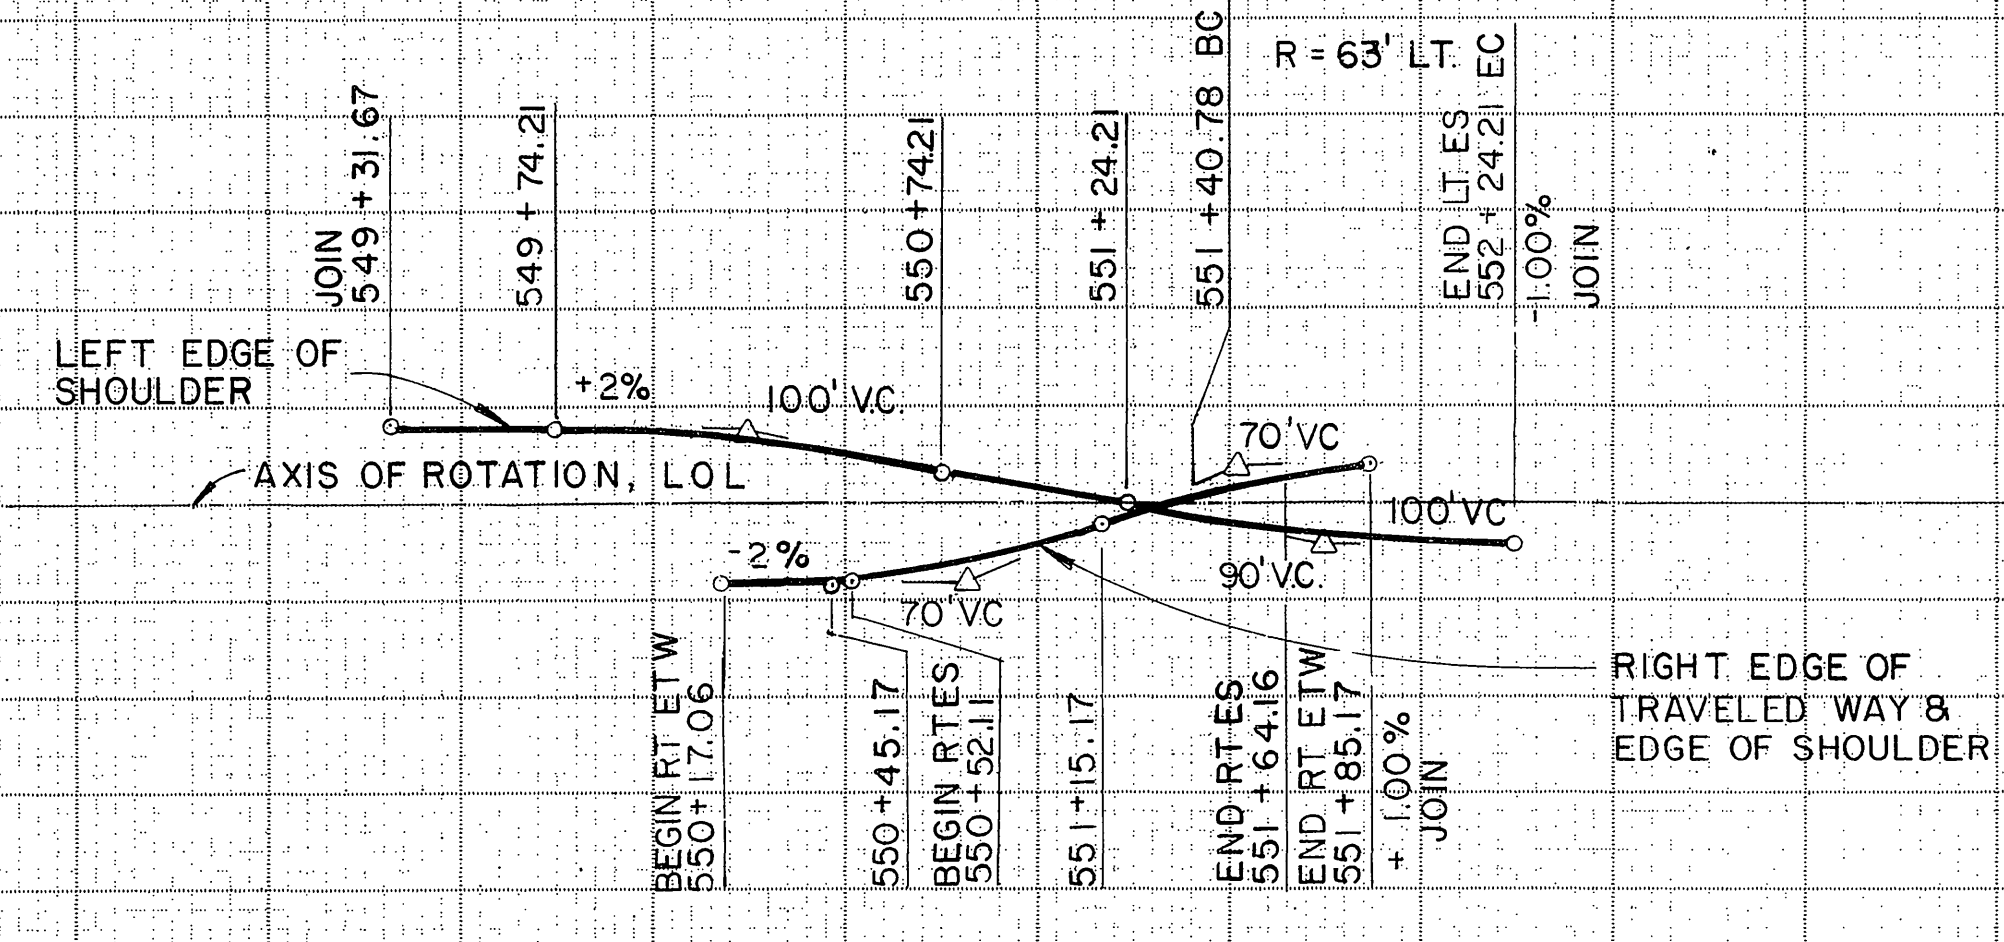 JOIN
549 + 31.67
549 + 74.21
550 + 74.21
551 + 24.21
551 + 40.78 BC
R = 63' LT.
END LT ES
552 + 24.21 EC
-1.00%
JOIN
LEFT EDGE OF
SHOULDER
+2%
100' V.C.
70' VC
AXIS OF ROTATION, LOL
100' VC
-2%
70' VC
90' V.C.
BEGIN RT ETW
550 + 17.06
550 + 45.17
BEGIN RT ES
550 + 52.11
551 + 15.17
END RT ES
551 + 64.16
END RT ETW
551 + 85.17
+ 1.00%
JOIN
RIGHT EDGE OF
TRAVELED WAY &
EDGE OF SHOULDER